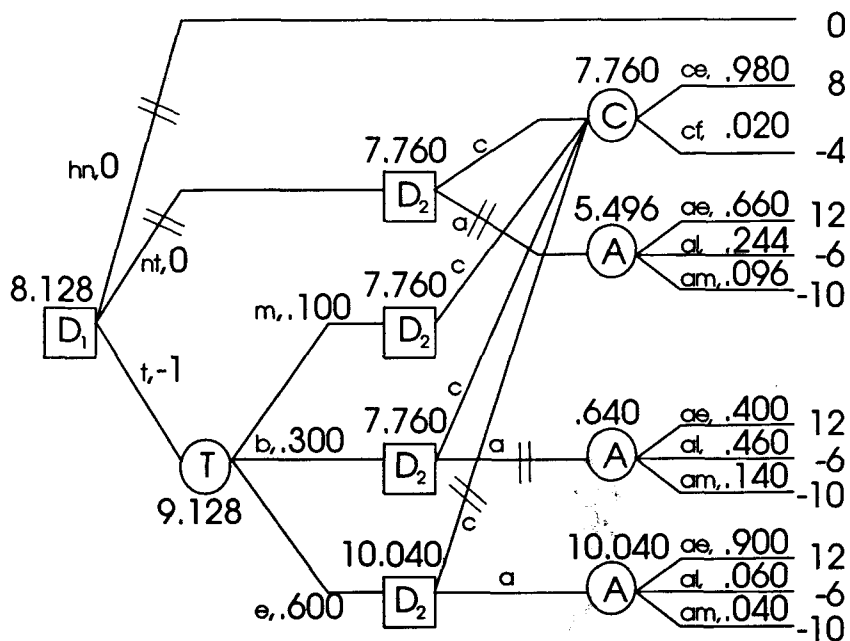 0
7.760 ce, .980 8
C
cf, .020 -4
hn,0
7.760 c
D₂
a
5.496 ae, .660 12
A al, .244 -6
am, .096 -10
nt,0
8.128
D₁
m, .100 7.760 c
D₂
t,-1
b, .300 7.760 c
T D₂ a
.640 ae, .400 12
A al, .460 -6
am, .140 -10
9.128
c
e, .600 10.040
D₂ a
10.040 ae, .900 12
A al, .060 -6
am, .040 -10